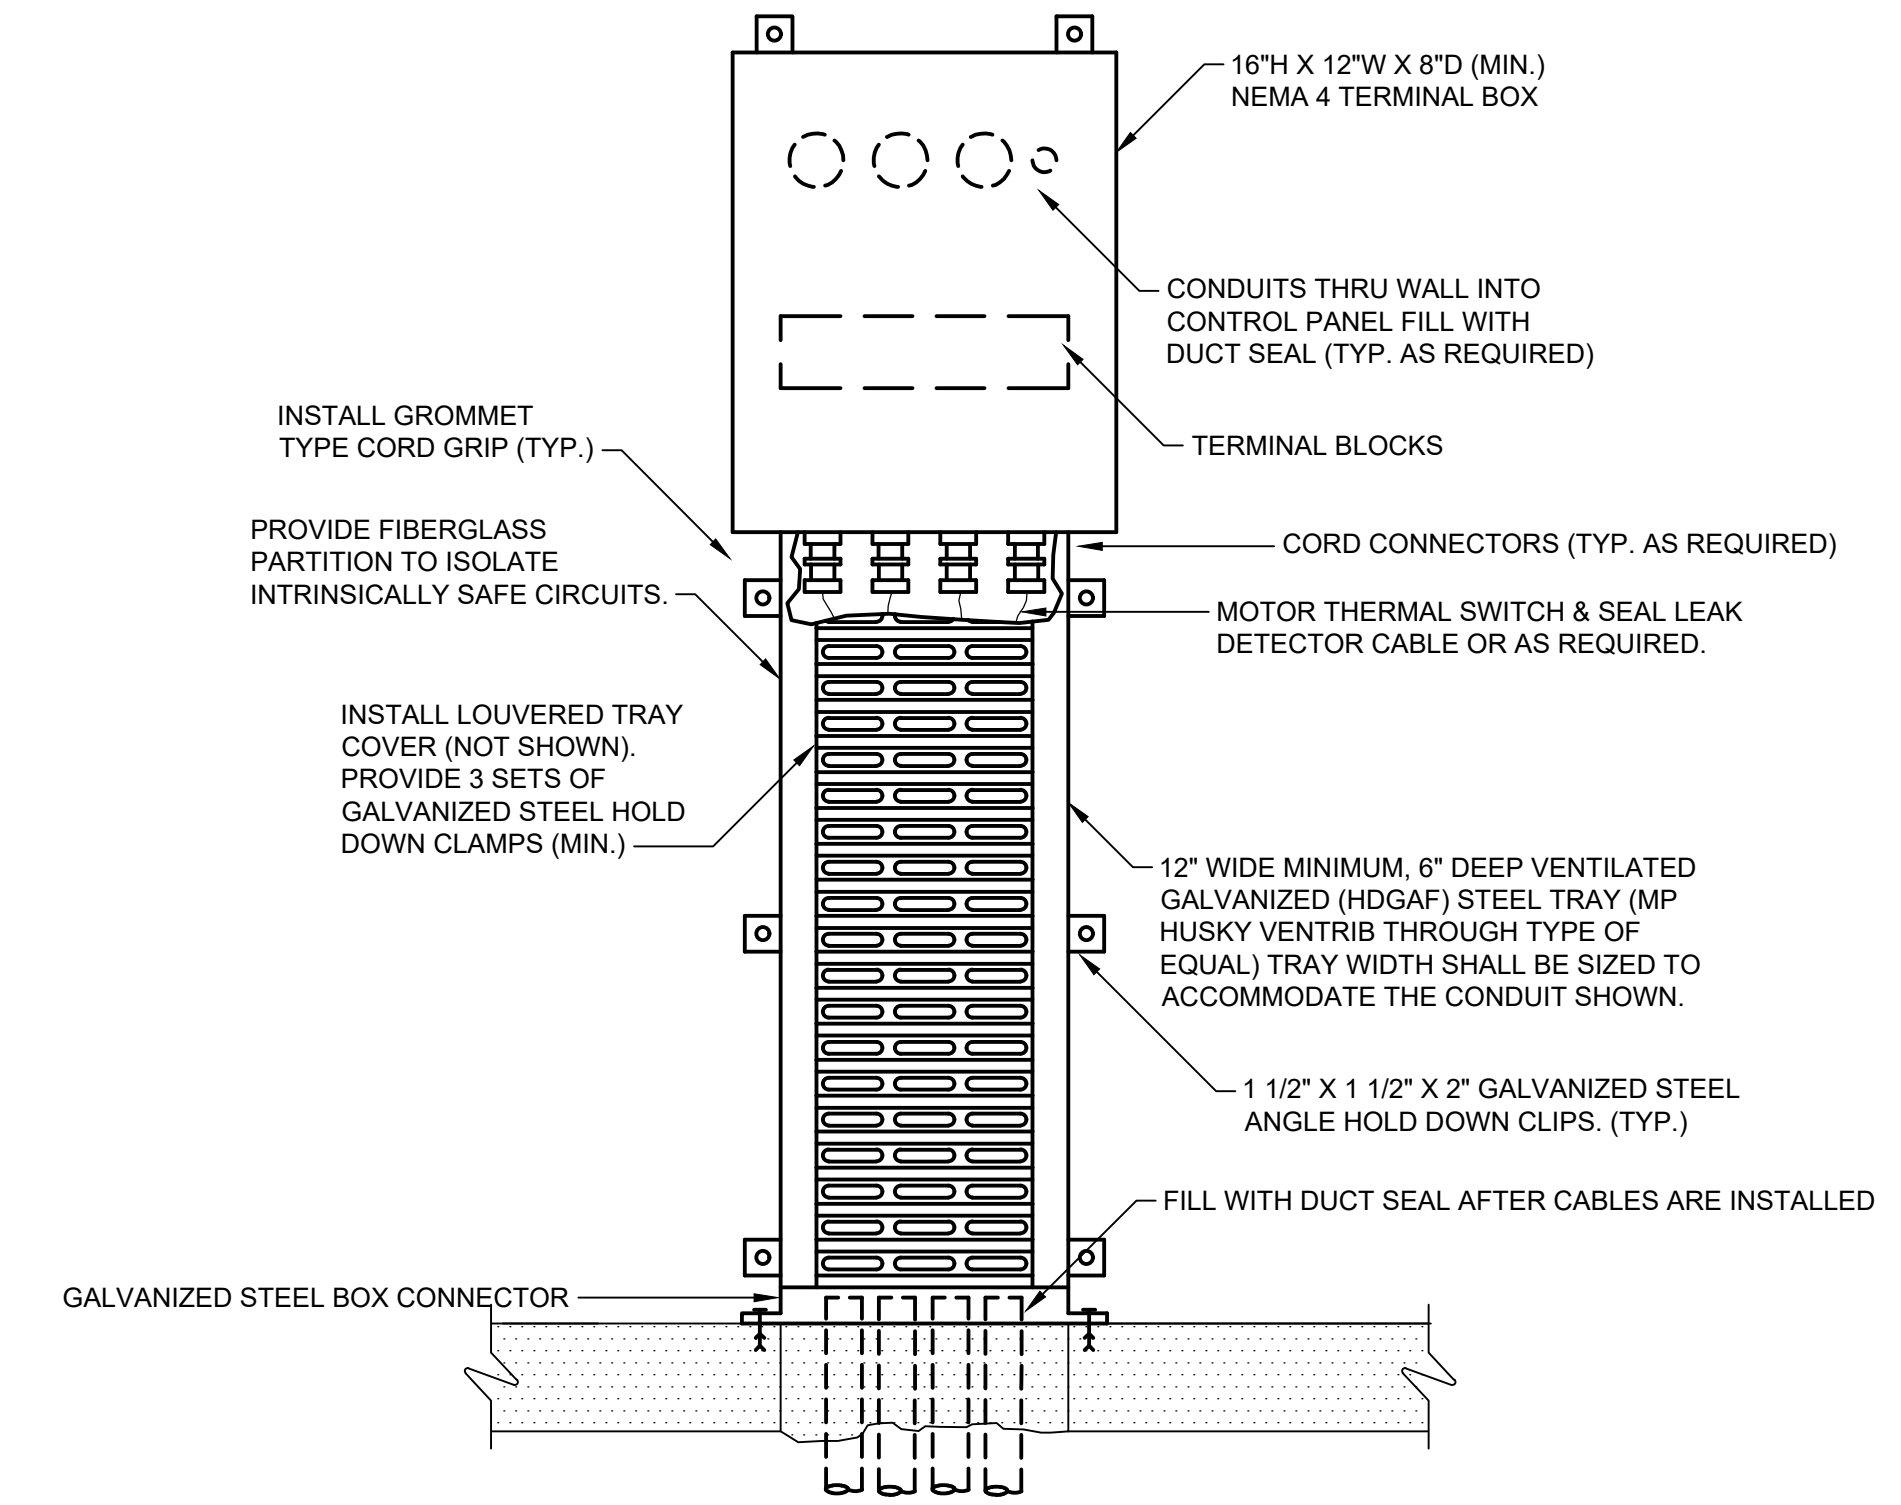 16"H X 12"W X 8"D (MIN.)
NEMA 4 TERMINAL BOX
CONDUITS THRU WALL INTO
CONTROL PANEL FILL WITH
DUCT SEAL (TYP. AS REQUIRED)
INSTALL GROMMET
TYPE CORD GRIP (TYP.)
TERMINAL BLOCKS
PROVIDE FIBERGLASS
PARTITION TO ISOLATE
INTRINSICALLY SAFE CIRCUITS.
CORD CONNECTORS (TYP. AS REQUIRED)
MOTOR THERMAL SWITCH & SEAL LEAK
DETECTOR CABLE OR AS REQUIRED.
INSTALL LOUVERED TRAY
COVER (NOT SHOWN).
PROVIDE 3 SETS OF
GALVANIZED STEEL HOLD
DOWN CLAMPS (MIN.)
12" WIDE MINIMUM, 6" DEEP VENTILATED
GALVANIZED (HDGAF) STEEL TRAY (MP
HUSKY VENTRIB THROUGH TYPE OF
EQUAL) TRAY WIDTH SHALL BE SIZED TO
ACCOMMODATE THE CONDUIT SHOWN.
1 1/2" X 1 1/2" X 2" GALVANIZED STEEL
ANGLE HOLD DOWN CLIPS. (TYP.)
FILL WITH DUCT SEAL AFTER CABLES ARE INSTALLED
GALVANIZED STEEL BOX CONNECTOR